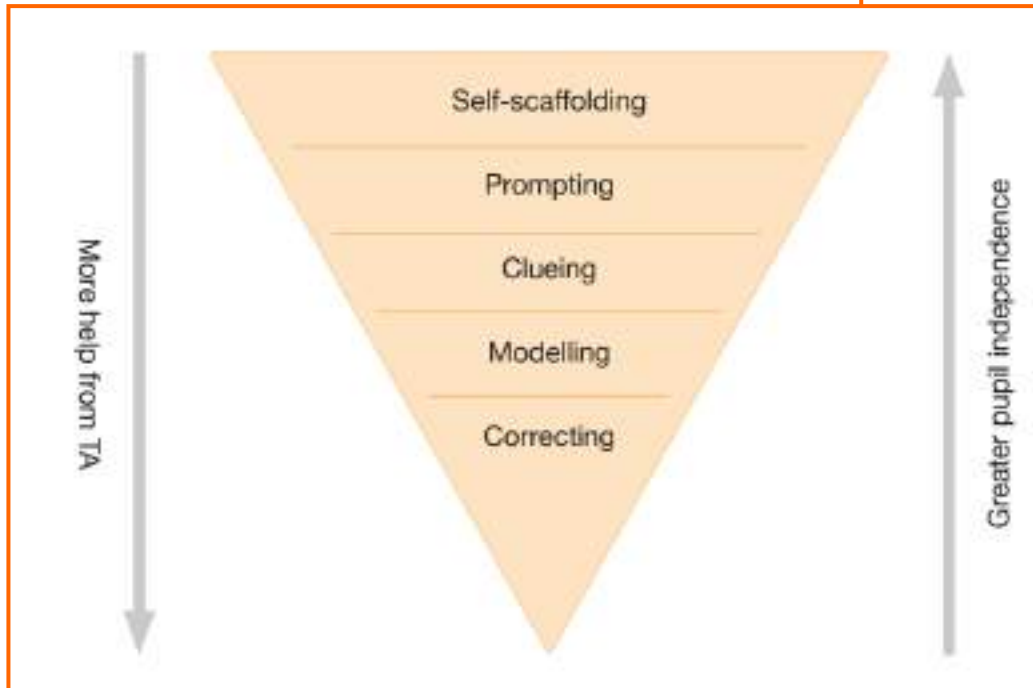 Self-scaffolding
Prompting
Clueing
Modelling
Correcting
More help from TA
Greater pupil independence